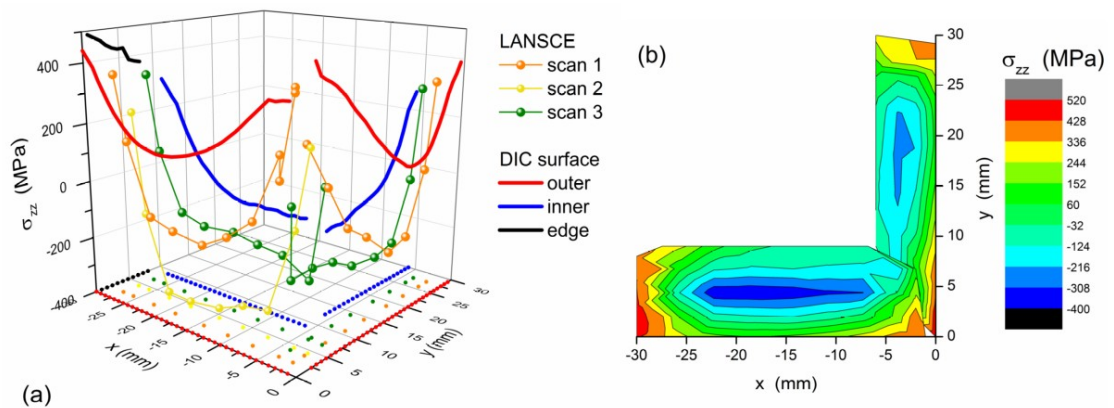 LANSCE
scan 1
scan 2
scan 3
DIC surface
outer
inner
edge
400
200
0
-200
-400
σzz (MPa)
-25
-20
-15
-10
-5
0
x (mm)
0
5
10
15
20
25
30
y (mm)
(a)
(b)
30
25
20
15
10
5
0
y (mm)
-30 -25 -20 -15 -10 -5 0
x (mm)
σzz (MPa)
520
428
336
244
152
60
-32
-124
-216
-308
-400